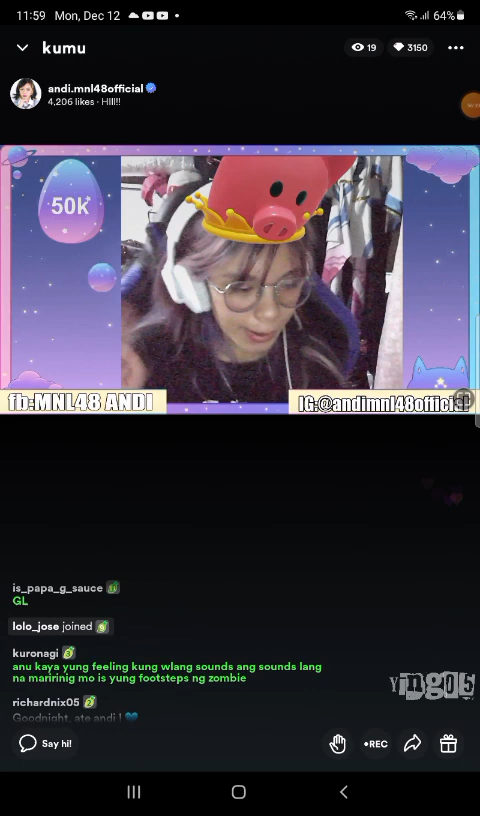 11:59 Mon, Dec 12
64%
kumu
19
3150
andi.mnl48official
4,206 likes · HIII!!
50k
fb:MNL48 ANDI
IG:@andimnl48official
is_papa_g_sauce
GL
lolo_jose joined
kuronagi
anu kaya yung feeling kung wlang sounds ang sounds lang
na maririnig mo is yung footsteps ng zombie
Yingo5
richardnix05
Goodnight, ate andi !
Say hi!
•REC